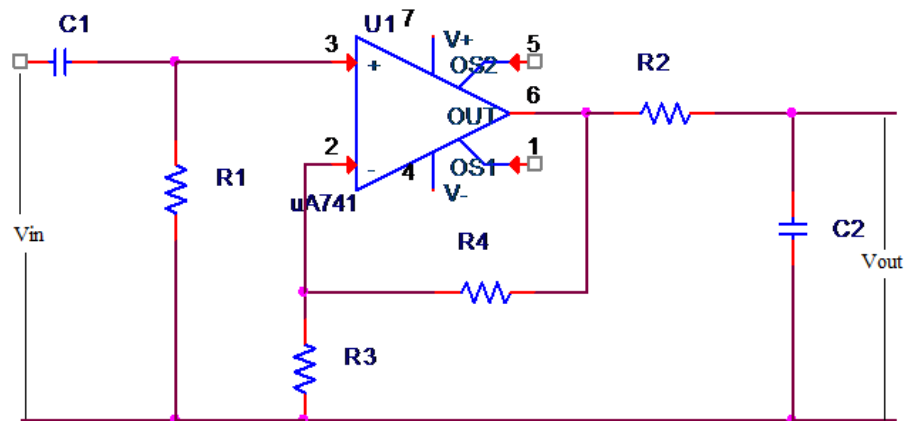 C1
U1
7
3
V+
5
+
OS2
R2
6
OUT
2
1
-
4
OS1
R1
V-
uA741
Vin
R4
C2
Vout
R3